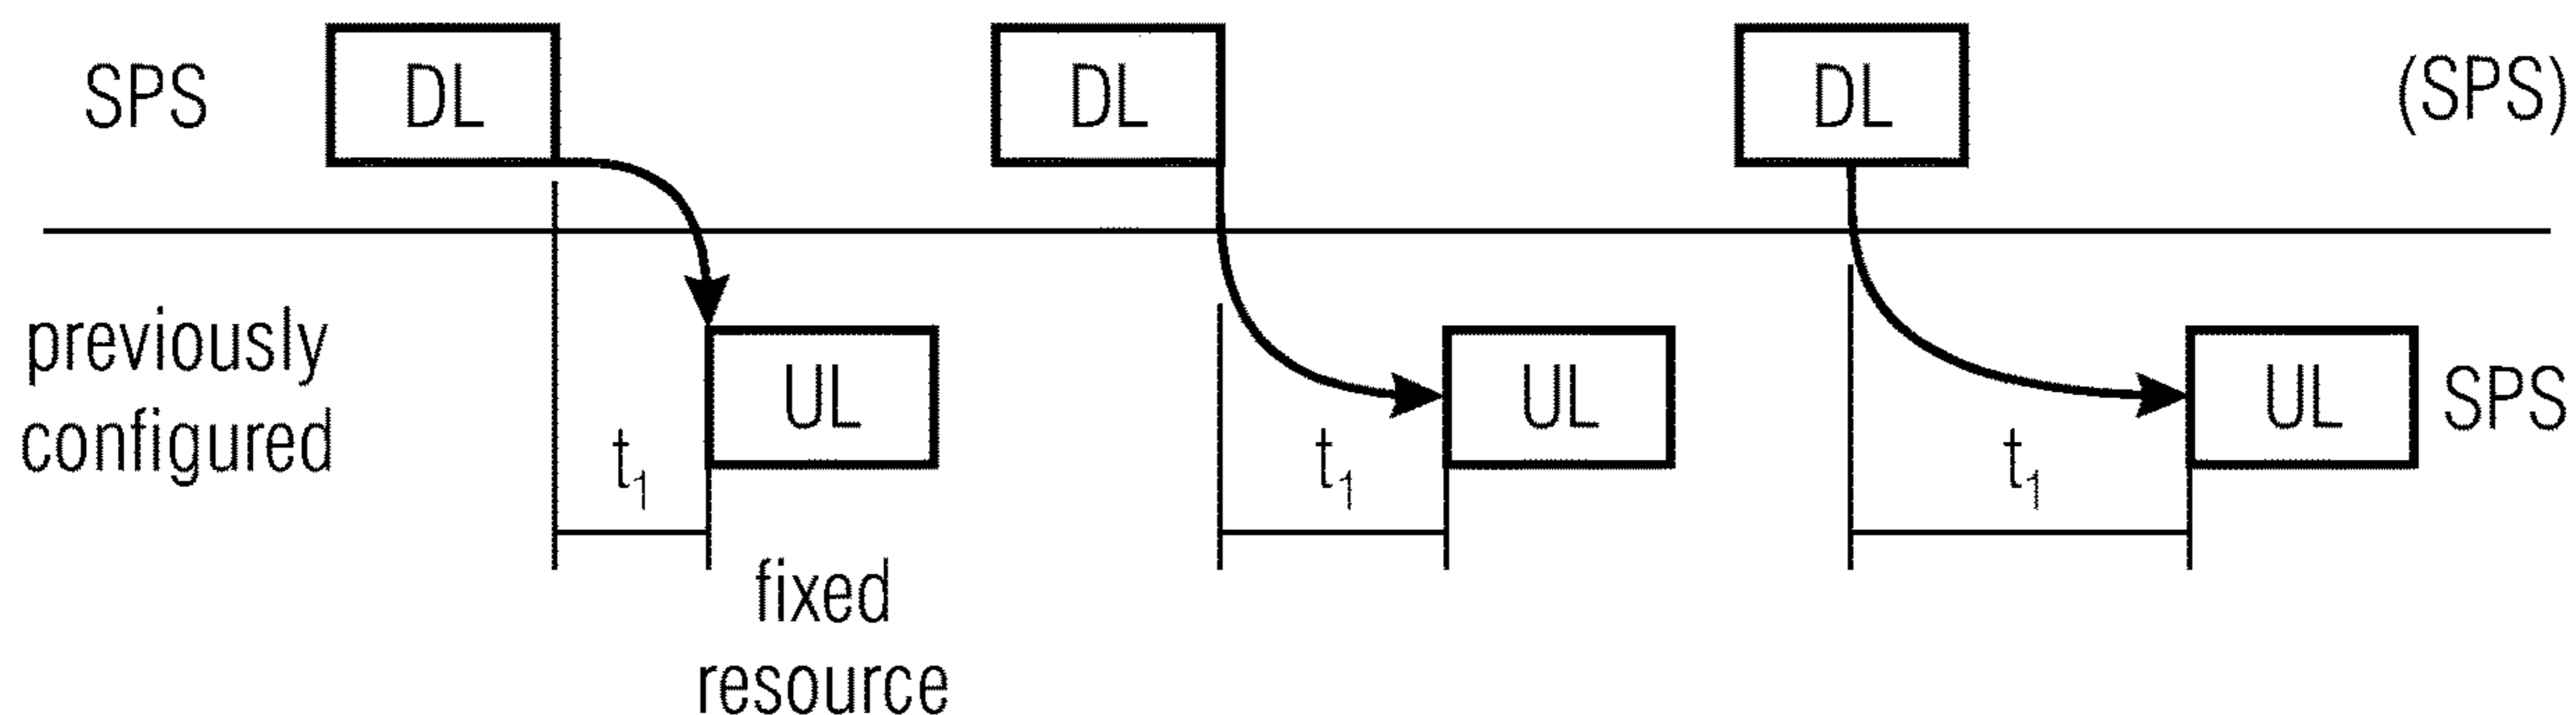 SPS DL DL DL (SPS)
previously
configured
UL UL UL SPS
t₁ t₁ t₁
fixed
resource